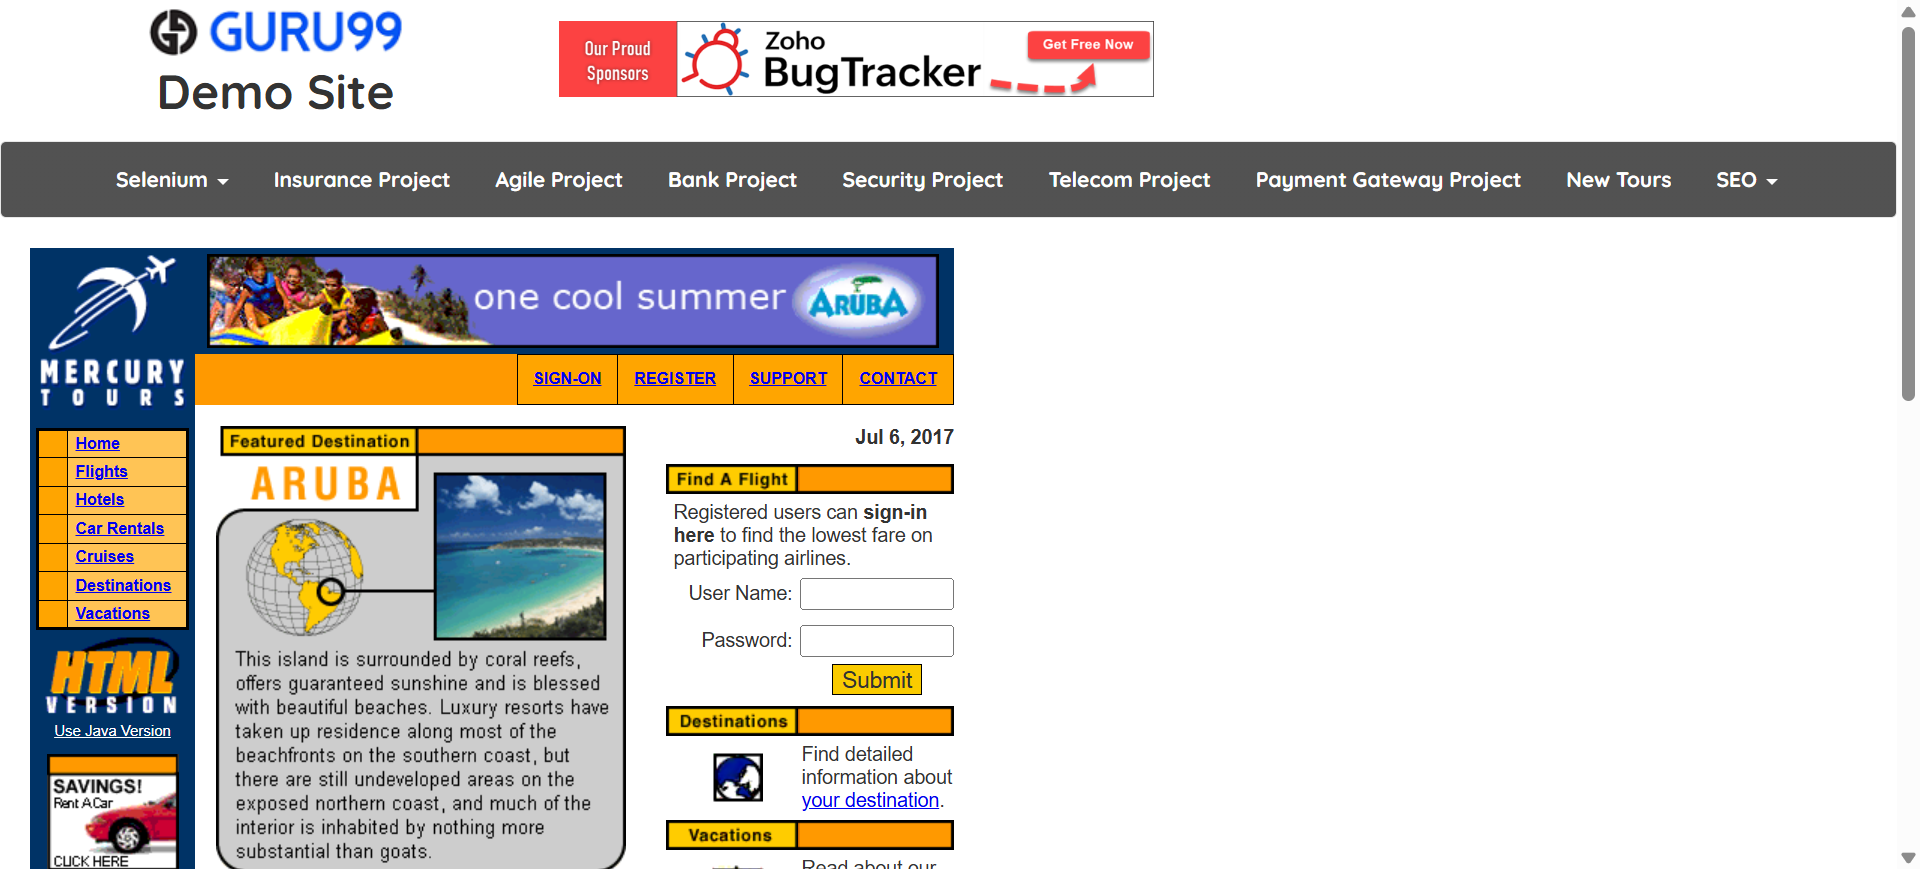 GURU99
Demo Site
Our Proud
Sponsors
Zoho
BugTracker
Get Free Now
Selenium
Insurance Project
Agile Project
Bank Project
Security Project
Telecom Project
Payment Gateway Project
New Tours
SEO
MERCURY
TOURS
one cool summer
ARUBA
SIGN-ON
REGISTER
SUPPORT
CONTACT
Home
Flights
Hotels
Car Rentals
Cruises
Destinations
Vacations
HTML
VERSION
Use Java Version
SAVINGS!
Rent A Car
CLICK HERE
Featured Destination
ARUBA
This island is surrounded by coral reefs,
offers guaranteed sunshine and is blessed
with beautiful beaches. Luxury resorts have
taken up residence along most of the
beachfronts on the southern coast, but
there are still undeveloped areas on the
exposed northern coast, and much of the
interior is inhabited by nothing more
substantial than goats.
Jul 6, 2017
Find A Flight
Registered users can sign-in
here to find the lowest fare on
participating airlines.
User Name:
Password:
Submit
Destinations
Find detailed
information about
your destination.
Vacations
Read about our